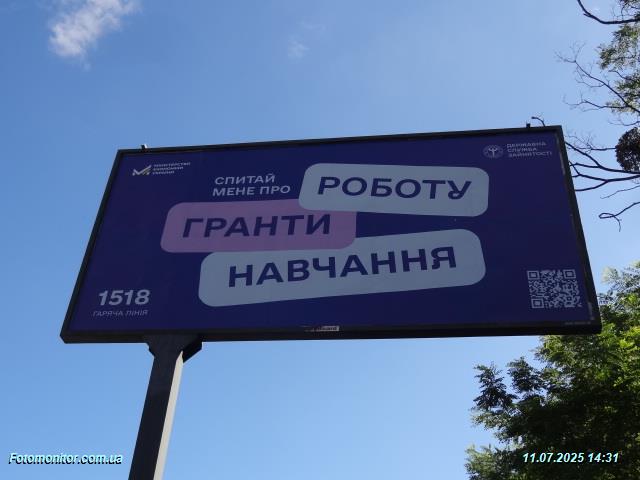 МІНІСТЕРСТВО
ЕКОНОМІКИ
УКРАЇНИ
ДЕРЖАВНА
СЛУЖБА
ЗАЙНЯТОСТІ
СПИТАЙ
МЕНЕ ПРО
РОБОТУ
ГРАНТИ
НАВЧАННЯ
1518
ГАРЯЧА ЛІНІЯ
Fotomonitor.com.ua
11.07.2025 14:31